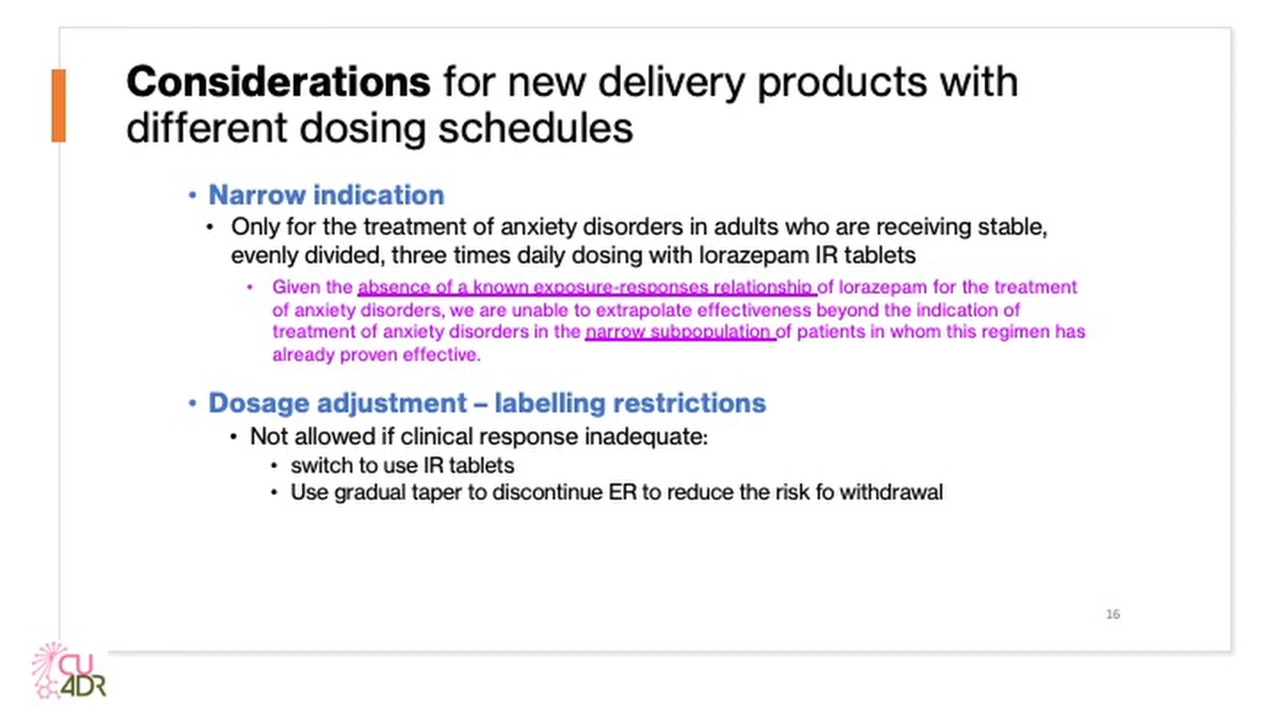 Considerations for new delivery products with
different dosing schedules
• Narrow indication
• Only for the treatment of anxiety disorders in adults who are receiving stable,
evenly divided, three times daily dosing with lorazepam IR tablets
• Given the absence of a known exposure-responses relationship of lorazepam for the treatment
of anxiety disorders, we are unable to extrapolate effectiveness beyond the indication of
treatment of anxiety disorders in the narrow subpopulation of patients in whom this regimen has
already proven effective.
• Dosage adjustment – labelling restrictions
• Not allowed if clinical response inadequate:
• switch to use IR tablets
• Use gradual taper to discontinue ER to reduce the risk fo withdrawal
16
CU
4DR